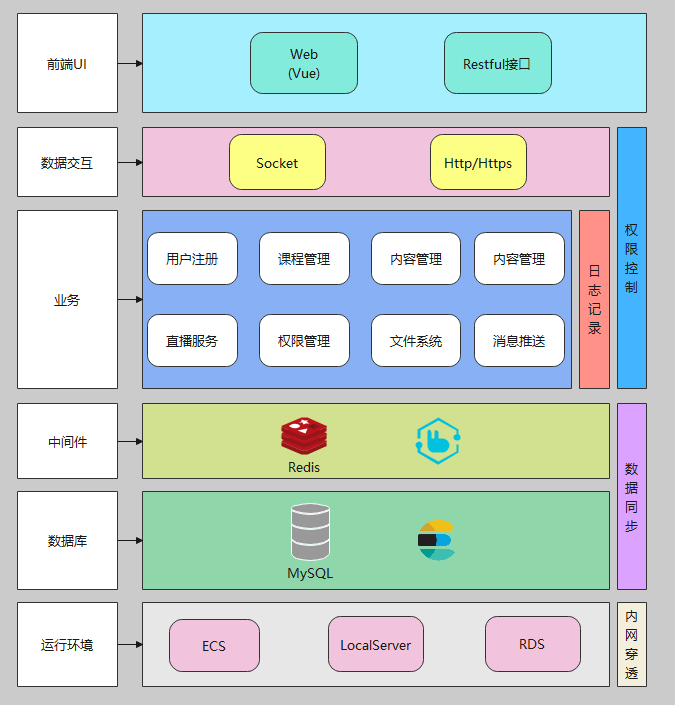 前端UI
Web
(Vue)
Restful接口
数据交互
Socket
Http/Https
权
限
控
制
业务
用户注册
课程管理
内容管理
内容管理
直播服务
权限管理
文件系统
消息推送
日
志
记
录
中间件
Redis
数据库
MySQL
数
据
同
步
运行环境
ECS
LocalServer
RDS
内
网
穿
透